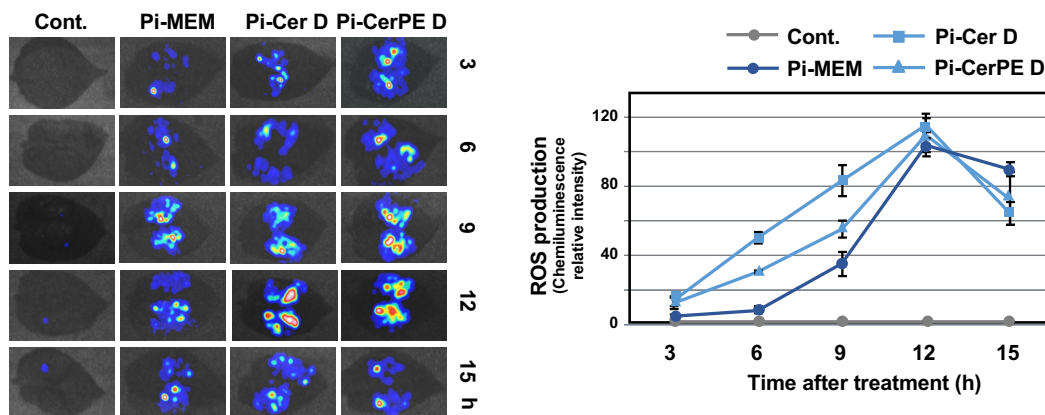 Cont. Pi-MEM Pi-Cer D Pi-CerPE D
3
6
9
12
15 h
Cont. Pi-Cer D
Pi-MEM Pi-CerPE D
ROS production
(Chemiluminescence
relative intensity)
120
80
40
0
3 6 9 12 15
Time after treatment (h)